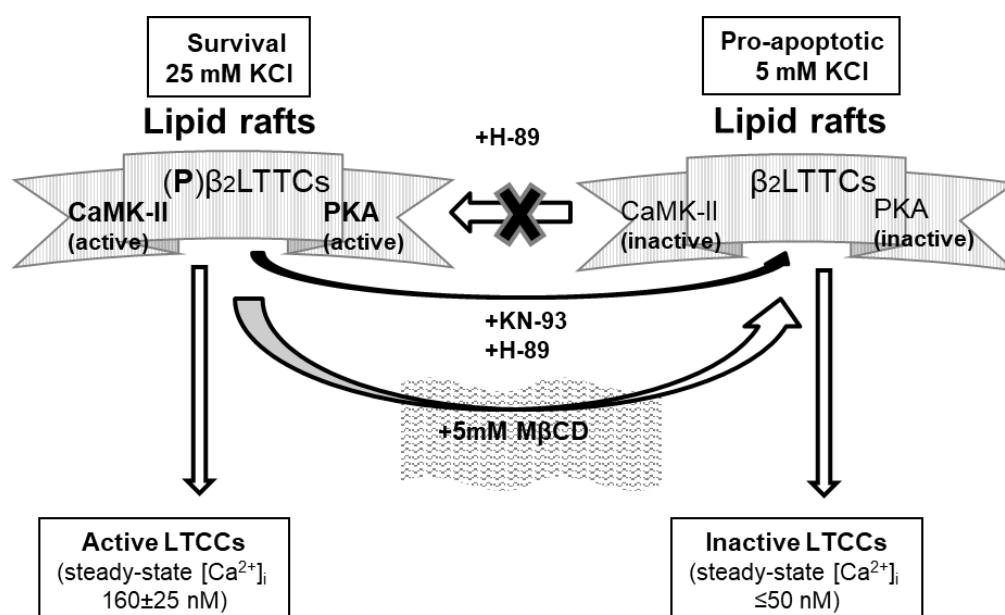 Survival
25 mM KCl
Pro-apoptotic
5 mM KCl
Lipid rafts
Lipid rafts
+H-89
(P)β₂LTTCs
CaMK-II
(active)
PKA
(active)
β₂LTTCs
CaMK-II
(inactive)
PKA
(inactive)
+KN-93
+H-89
+5mM MβCD
Active LTCCs
(steady-state [Ca²⁺]ᵢ
160±25 nM)
Inactive LTCCs
(steady-state [Ca²⁺]ᵢ
≤50 nM)